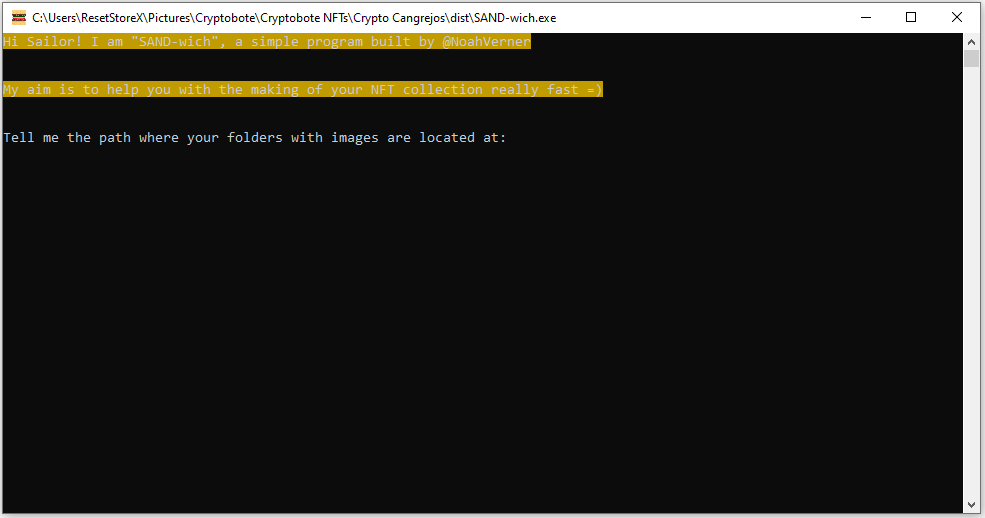 C:\Users\ResetStoreX\Pictures\Cryptobote\Cryptobote NFTs\Crypto Cangrejos\dist\SAND-wich.exe
Hi Sailor! I am "SAND-wich", a simple program built by @NoahVerner
My aim is to help you with the making of your NFT collection really fast =)
Tell me the path where your folders with images are located at: